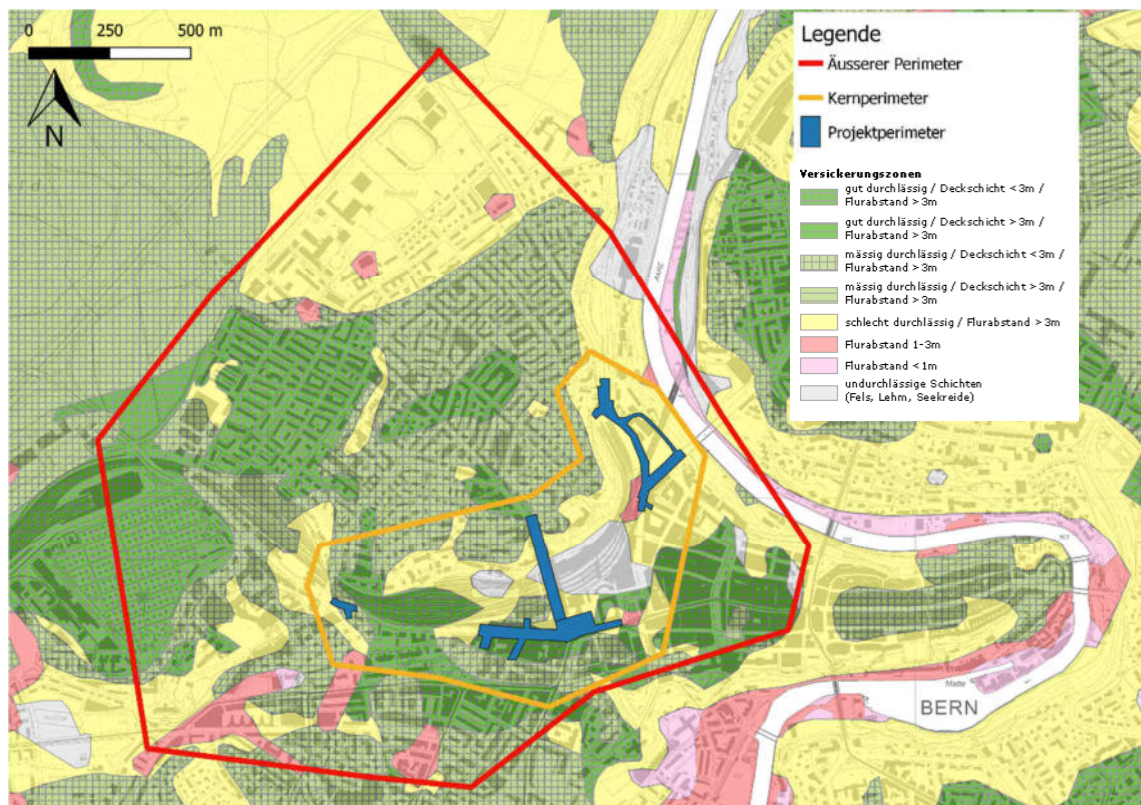 0 250 500 m
N
Legende
Äusserer Perimeter
Kernperimeter
Projektperimeter
Versickerungszonen
gut durchlässig / Deckschicht <3m /
Flurabstand >3m
gut durchlässig / Deckschicht >3m /
Flurabstand >3m
mässig durchlässig / Deckschicht <3m /
Flurabstand >3m
mässig durchlässig / Deckschicht >3m /
Flurabstand >3m
schlecht durchlässig / Flurabstand >3m
Flurabstand 1-3m
Flurabstand <1m
undurchlässige Schichten
(Fels, Lehm, Seekreide)
AARE
Matte
BERN